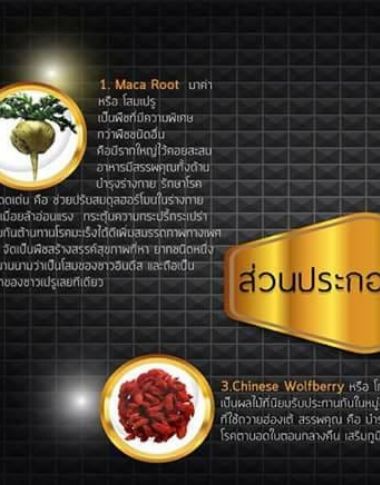 1. Maca Root มาค่า
หรือ โสมเปรู
เป็นพืชที่มีความพิเศษ
กว่าพืชชนิดอื่น
คือมีรากใหญ่ไว้คอยสะสม
อาหารมีสรรพคุณทั้งด้าน
บำรุงร่างกาย รักษาโรค
ดดเด่น คือ ช่วยปรับสมดุลฮอร์โมนในร่างกาย
เมื่อยล้าอ่อนแรง กระตุ้นความกระปรี้กระเปร่า
มกันต้านทานโรคมะเร็งได้ดีเพิ่มสมรรถภาพทางเพศ
จัดเป็นพืชสร้างสรรค์สุขภาพที่หา ยากชนิดหนึ่ง
นานนามว่าเป็นโสมของชาวอินดีส และถือเป็น
ของชาวเปรูเลยทีเดียว
ส่วนประกอ
3.Chinese Wolfberry หรือ
เป็นผลไม้ที่นิยมรับประทานกันในหมู่
ที่ใช้ถวายฮ่องเต้ สรรพคุณ คือ
โรคตาบอดในตอนกลางคืน เสริมภูมิ